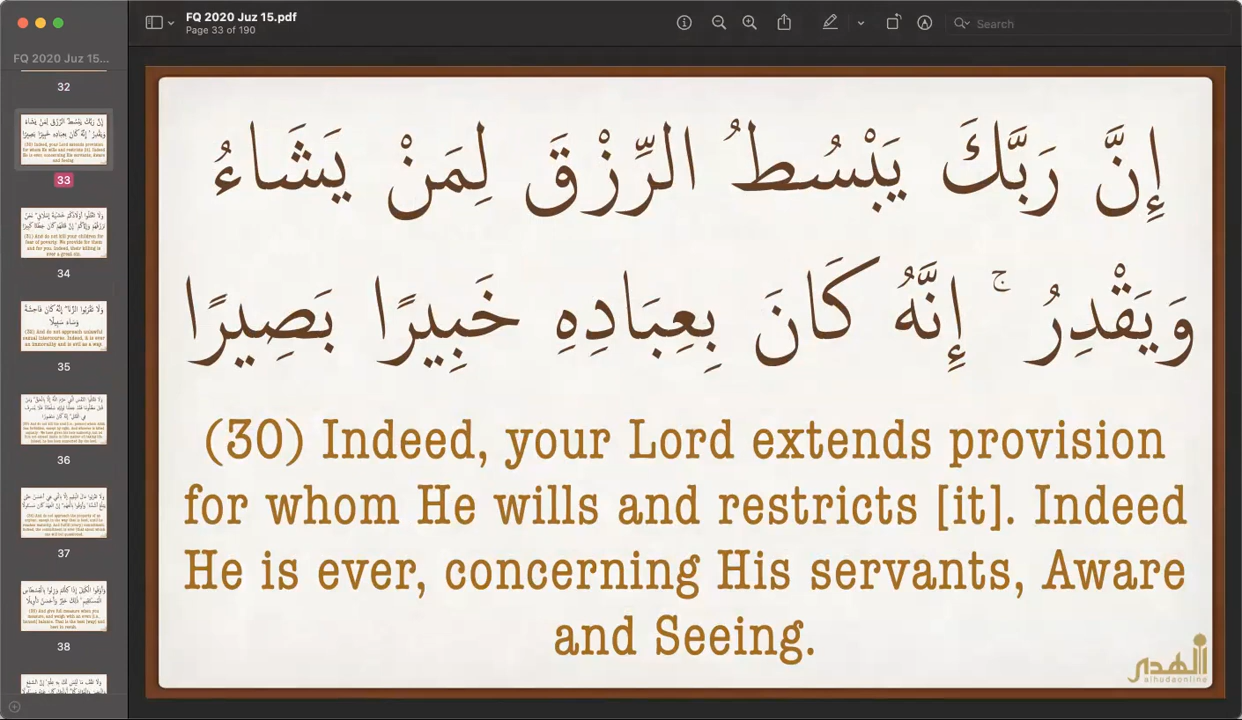 FQ 2020 Juz 15.pdf
Page 33 of 190
Search
FQ 2020 Juz 15...
32
33
34
35
36
37
38
إِنَّ رَبَّكَ يَبْسُطُ الرِّزْقَ لِمَنْ يَشَاءُ
وَيَقْدِرُ ۚ إِنَّهُ كَانَ بِعِبَادِهِ خَبِيرًا بَصِيرًا
(30) Indeed, your Lord extends provision
for whom He wills and restricts [it]. Indeed
He is ever, concerning His servants, Aware
and Seeing.
الهدى
alhudaonline